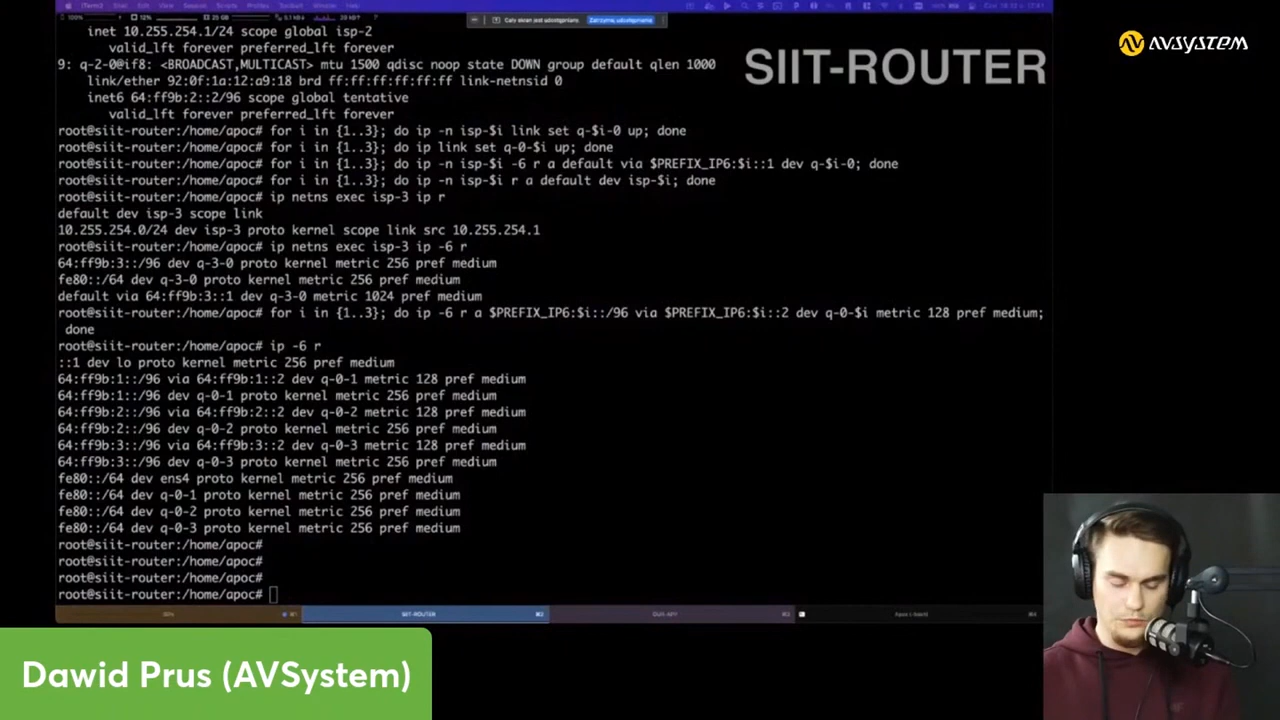 Cały ekran jest udostępniany
Zatrzymaj udostępnianie
AVSYSTEM
SIIT-ROUTER
inet 10.255.254.1/24 scope global isp-2
valid_lft forever preferred_lft forever
9: q-2-0@if8: <BROADCAST,MULTICAST> mtu 1500 qdisc noop state DOWN group default qlen 1000
link/ether 92:0f:1a:12:a9:18 brd ff:ff:ff:ff:ff:ff link-netnsid 0
inet6 64:ff9b:2::2/96 scope global tentative
valid_lft forever preferred_lft forever
root@siit-router:/home/apoc# for i in {1..3}; do ip -n isp-$i link set q-$i-0 up; done
root@siit-router:/home/apoc# for i in {1..3}; do ip link set q-0-$i up; done
root@siit-router:/home/apoc# for i in {1..3}; do ip -n isp-$i -6 r a default via $PREFIX_IP6:$i::1 dev q-$i-0; done
root@siit-router:/home/apoc# for i in {1..3}; do ip -n isp-$i r a default dev isp-$i; done
root@siit-router:/home/apoc# ip netns exec isp-3 ip r
default dev isp-3 scope link
10.255.254.0/24 dev isp-3 proto kernel scope link src 10.255.254.1
root@siit-router:/home/apoc# ip netns exec isp-3 ip -6 r
64:ff9b:3::/96 dev q-3-0 proto kernel metric 256 pref medium
fe80::/64 dev q-3-0 proto kernel metric 256 pref medium
default via 64:ff9b:3::1 dev q-3-0 metric 1024 pref medium
root@siit-router:/home/apoc# for i in {1..3}; do ip -6 r a $PREFIX_IP6:$i::/96 via $PREFIX_IP6:$i::2 dev q-0-$i metric 128 pref medium;
done
root@siit-router:/home/apoc# ip -6 r
::1 dev lo proto kernel metric 256 pref medium
64:ff9b:1::/96 via 64:ff9b:1::2 dev q-0-1 metric 128 pref medium
64:ff9b:1::/96 dev q-0-1 proto kernel metric 256 pref medium
64:ff9b:2::/96 via 64:ff9b:2::2 dev q-0-2 metric 128 pref medium
64:ff9b:2::/96 dev q-0-2 proto kernel metric 256 pref medium
64:ff9b:3::/96 via 64:ff9b:3::2 dev q-0-3 metric 128 pref medium
64:ff9b:3::/96 dev q-0-3 proto kernel metric 256 pref medium
fe80::/64 dev ens4 proto kernel metric 256 pref medium
fe80::/64 dev q-0-1 proto kernel metric 256 pref medium
fe80::/64 dev q-0-2 proto kernel metric 256 pref medium
fe80::/64 dev q-0-3 proto kernel metric 256 pref medium
root@siit-router:/home/apoc#
root@siit-router:/home/apoc#
root@siit-router:/home/apoc#
root@siit-router:/home/apoc#
SIIT-ROUTER
Dawid Prus (AVSystem)